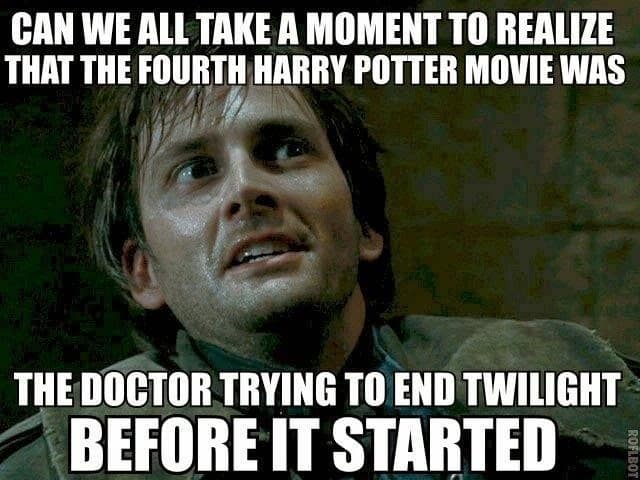 CAN WE ALL TAKE A MOMENT TO REALIZE
THAT THE FOURTH HARRY POTTER MOVIE WAS
THE DOCTOR TRYING TO END TWILIGHT
BEFORE IT STARTED
ROFLBOT